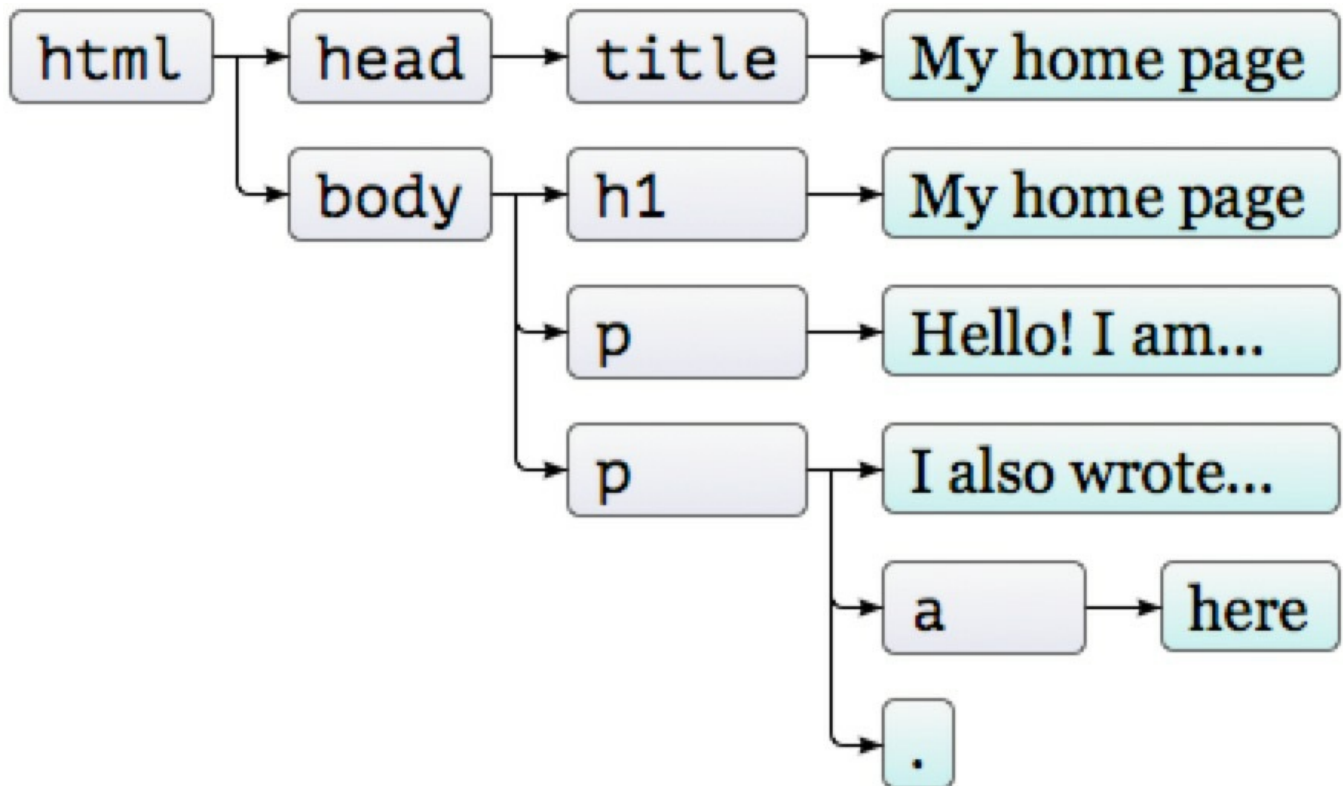 html head title My home page
body h1 My home page
p Hello! I am...
p I also wrote...
a here
.